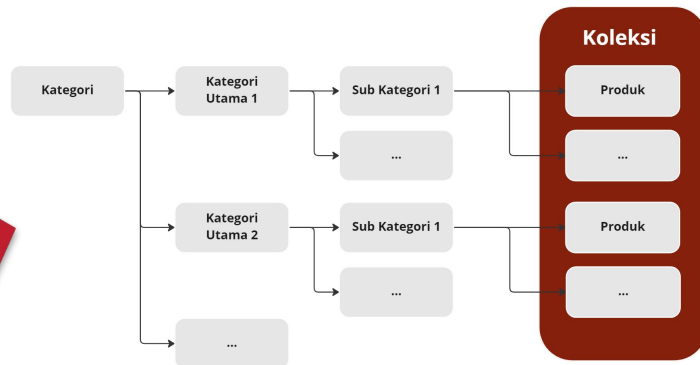 Koleksi
Kategori
Kategori
Utama 1
Sub Kategori 1
Produk
...
...
Kategori
Utama 2
Sub Kategori 1
Produk
...
...
...